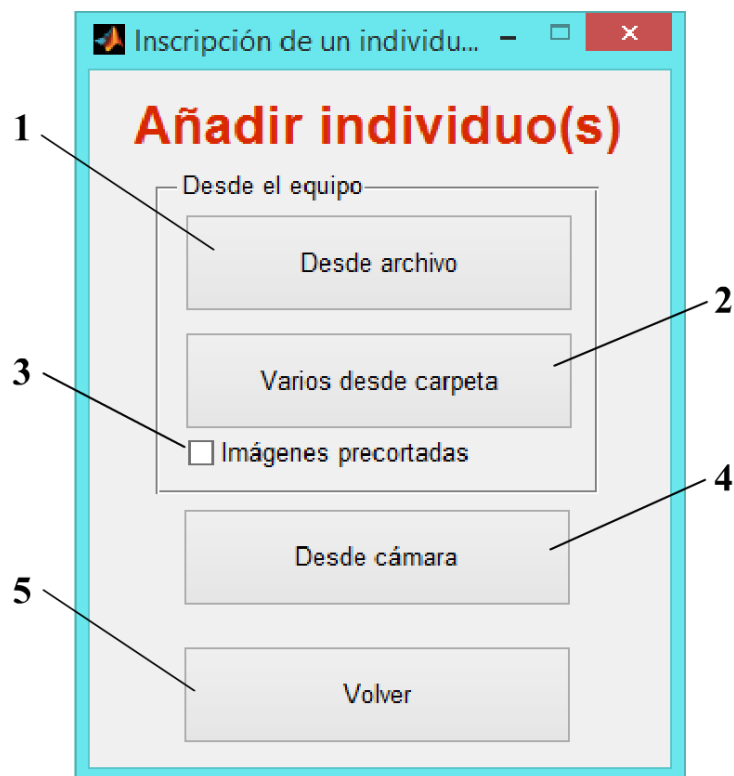 Inscripción de un individu...
Añadir individuo(s)
1
Desde el equipo
Desde archivo
2
Varios desde carpeta
3
Imágenes precortadas
4
Desde cámara
5
Volver